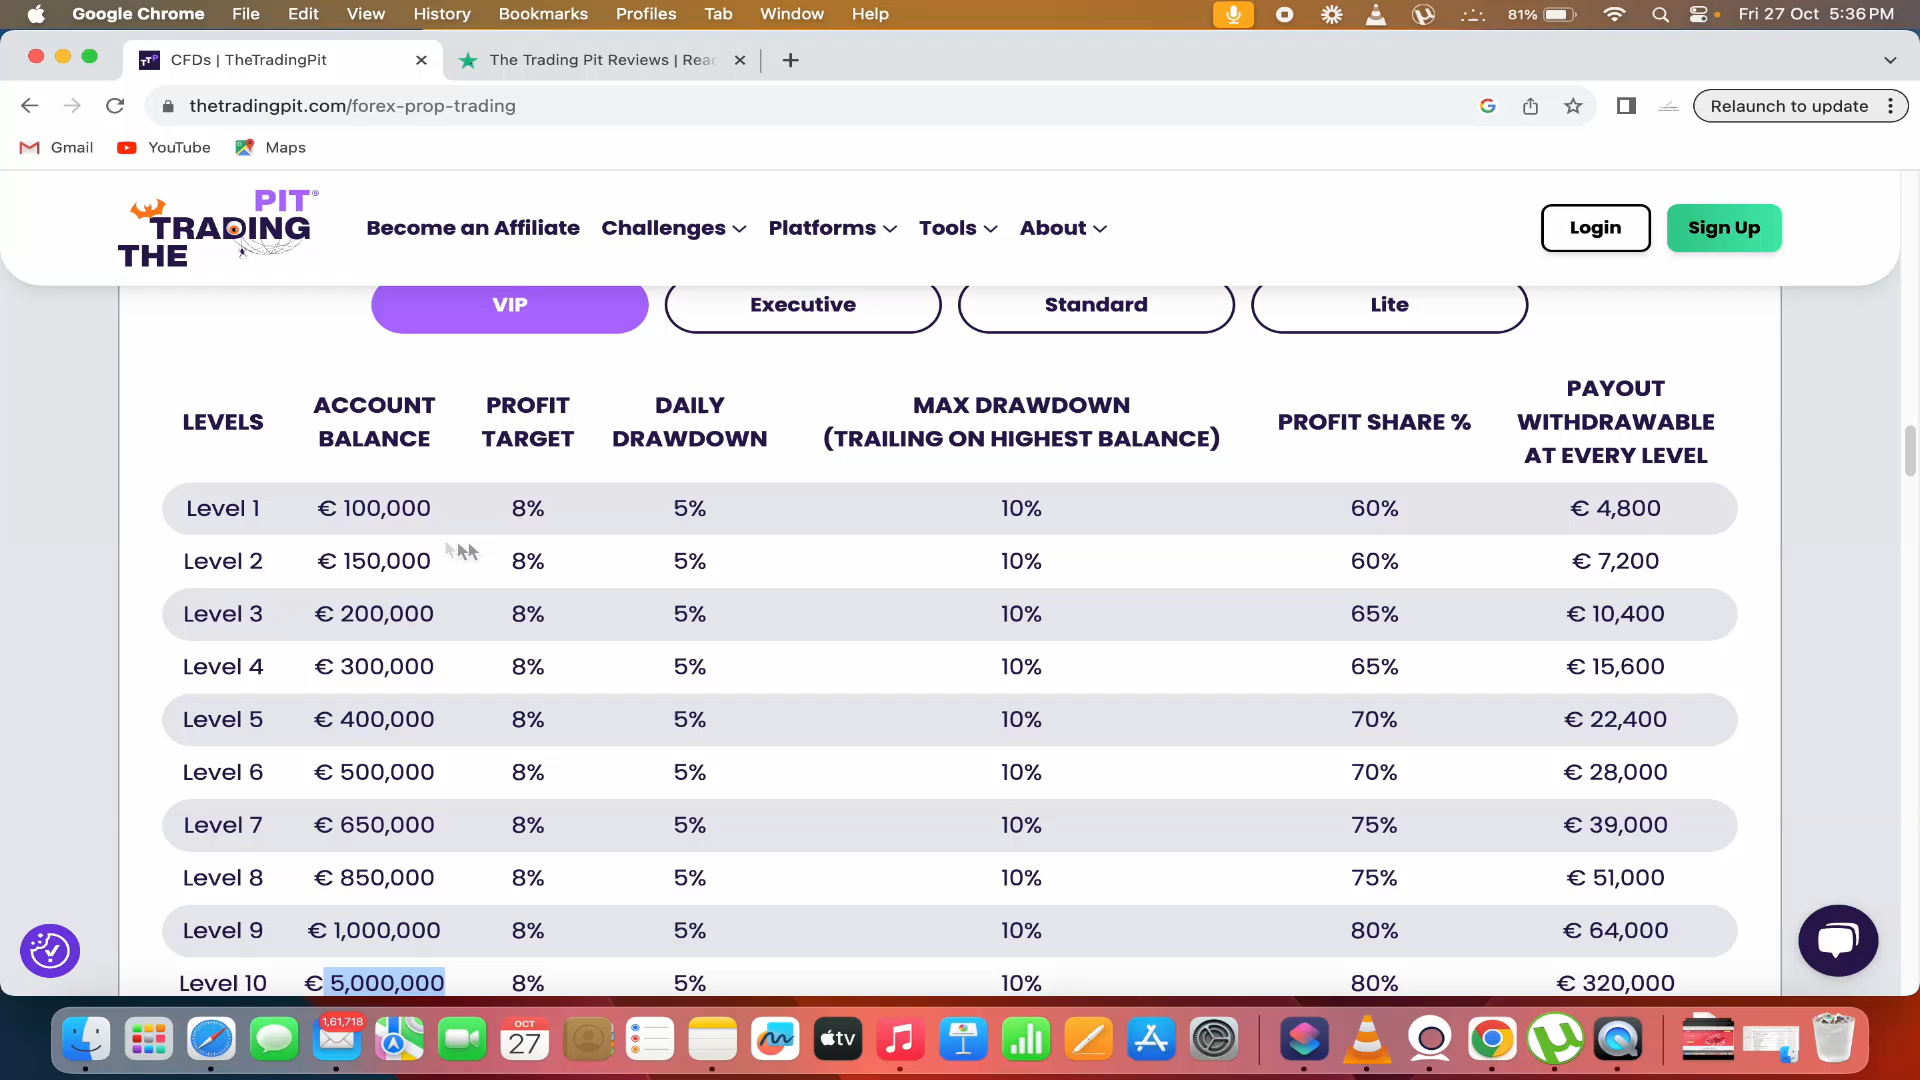 Google Chrome File Edit View History Bookmarks Profiles Tab Window Help 81% Fri 27 Oct 5:36 PM
CFDs | TheTradingPit The Trading Pit Reviews | Rea
thetradingpit.com/forex-prop-trading Relaunch to update
Gmail YouTube Maps
PIT®
TRADING
THE
Become an Affiliate Challenges Platforms Tools About Login Sign Up
VIP Executive Standard Lite
LEVELS ACCOUNT BALANCE PROFIT TARGET DAILY DRAWDOWN MAX DRAWDOWN (TRAILING ON HIGHEST BALANCE) PROFIT SHARE % PAYOUT WITHDRAWABLE AT EVERY LEVEL
Level 1 € 100,000 8% 5% 10% 60% € 4,800
Level 2 € 150,000 8% 5% 10% 60% € 7,200
Level 3 € 200,000 8% 5% 10% 65% € 10,400
Level 4 € 300,000 8% 5% 10% 65% € 15,600
Level 5 € 400,000 8% 5% 10% 70% € 22,400
Level 6 € 500,000 8% 5% 10% 70% € 28,000
Level 7 € 650,000 8% 5% 10% 75% € 39,000
Level 8 € 850,000 8% 5% 10% 75% € 51,000
Level 9 € 1,000,000 8% 5% 10% 80% € 64,000
Level 10 € 5,000,000 8% 5% 10% 80% € 320,000
1,61,718
OCT
27
tv